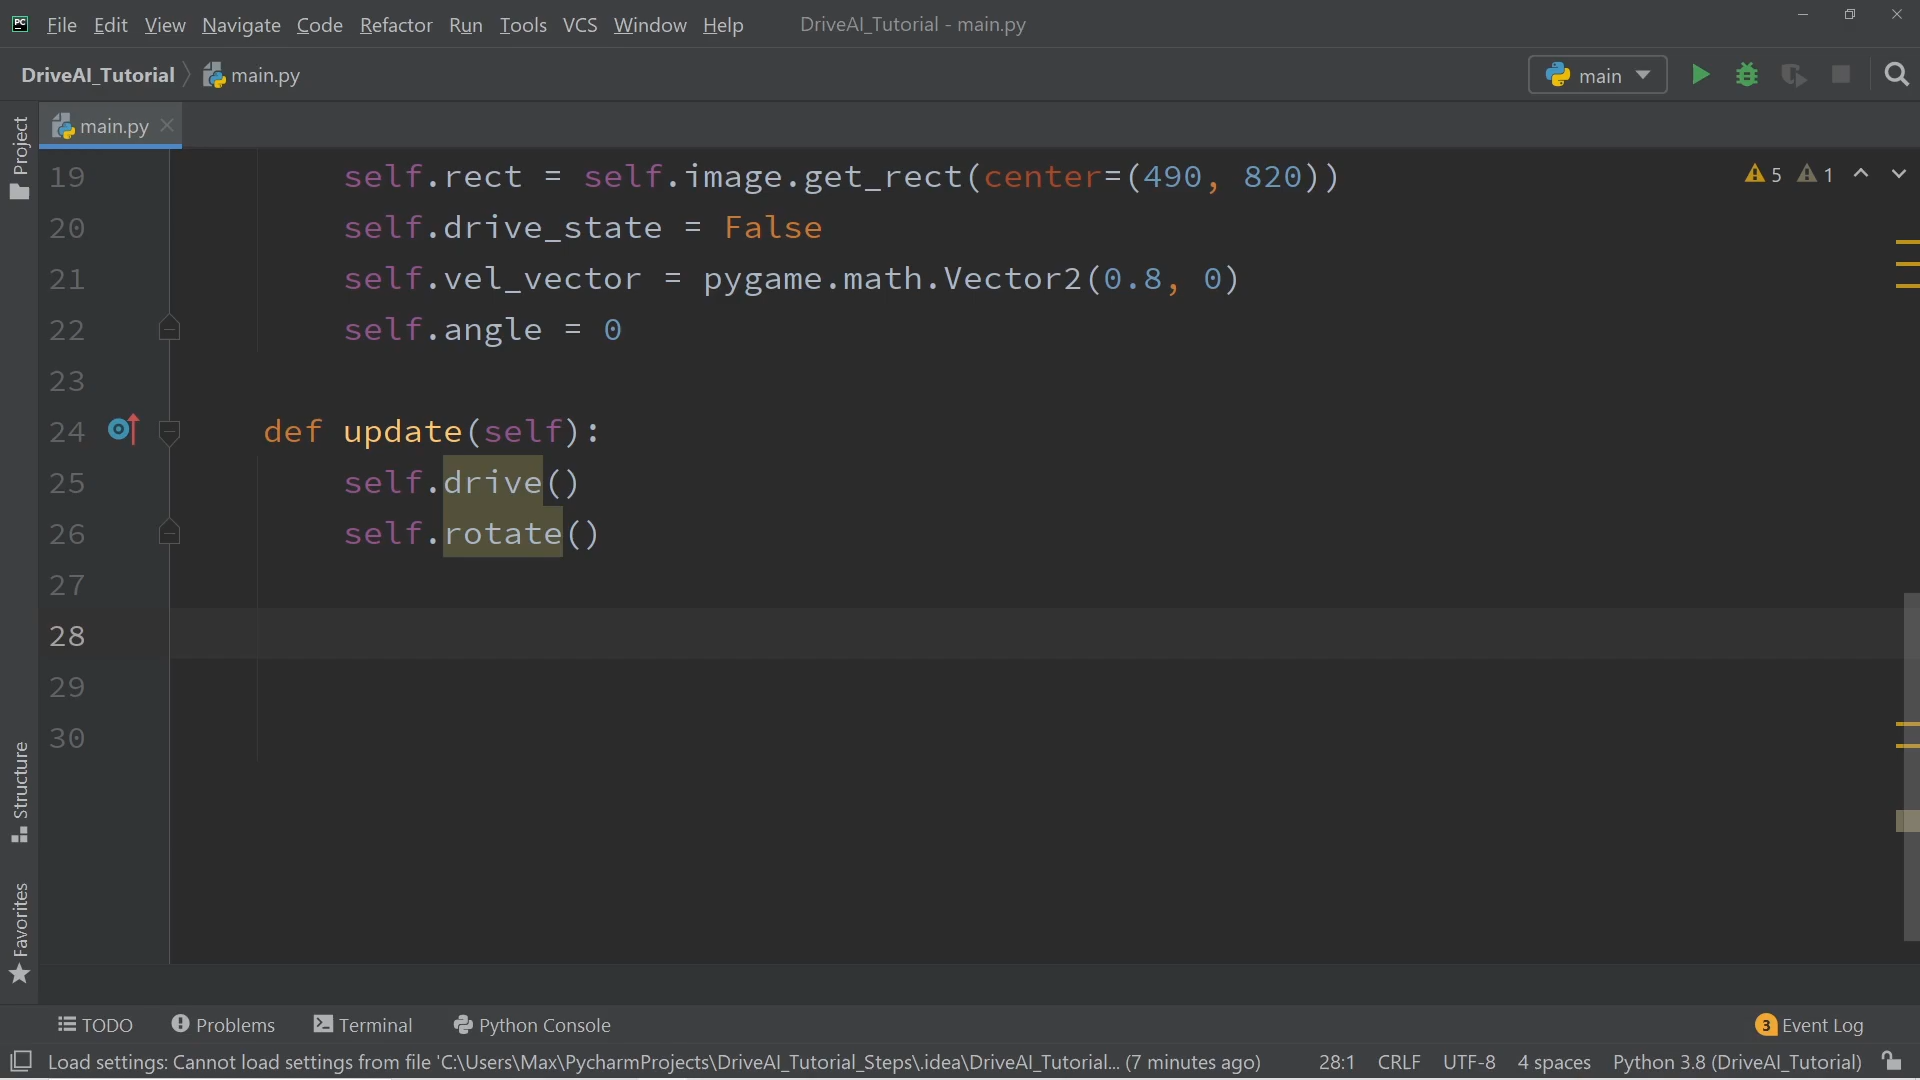 PC File Edit View Navigate Code Refactor Run Tools VCS Window Help DriveAI_Tutorial - main.py
DriveAI_Tutorial main.py main
Project
main.py
19 self.rect = self.image.get_rect(center=(490, 820))
5 1
20 self.drive_state = False
21 self.vel_vector = pygame.math.Vector2(0.8, 0)
22 self.angle = 0
23
24 def update(self):
25 self.drive()
26 self.rotate()
27
28
29
30
Structure
Favorites
TODO Problems Terminal Python Console 3 Event Log
Load settings: Cannot load settings from file 'C:\Users\Max\PycharmProjects\DriveAI_Tutorial_Steps\.idea\DriveAI_Tutorial... (7 minutes ago) 28:1 CRLF UTF-8 4 spaces Python 3.8 (DriveAI_Tutorial)